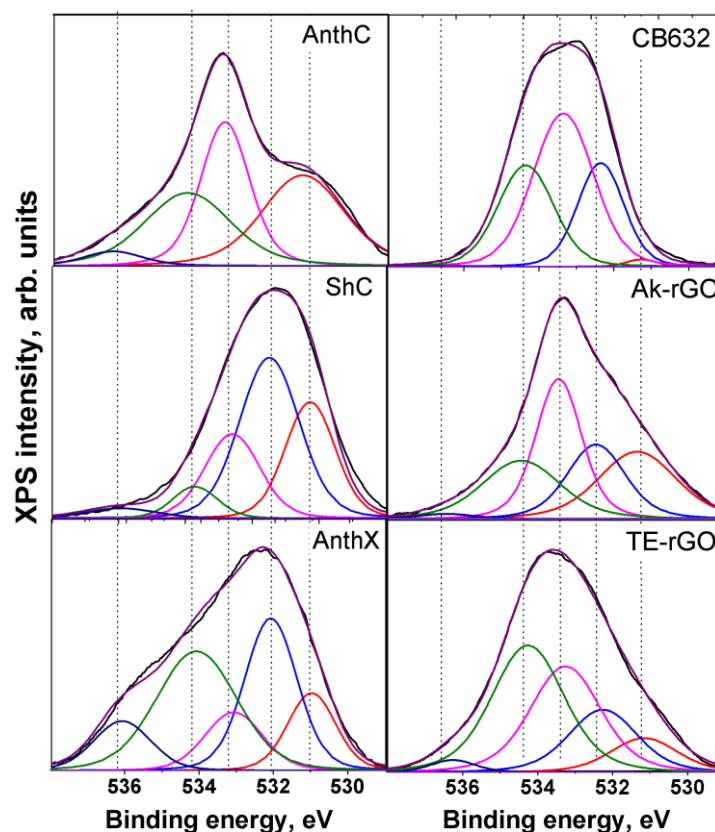 AnthC
CB632
ShC
Ak-rGO
AnthX
TE-rGO
XPS intensity, arb. units
536 534 532 530
536 534 532 530
Binding energy, eV
Binding energy, eV